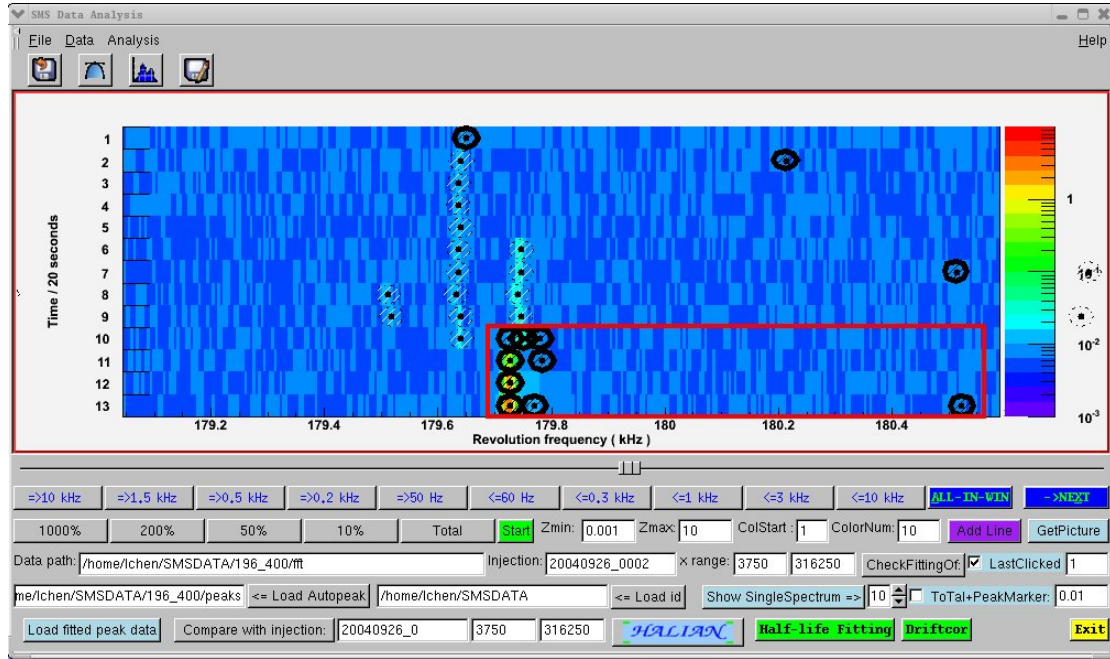 SMS Data Analysis
File Data Analysis Help
1
2
3
4
5
6
7
8
9
10
11
12
13
Time / 20 seconds
179.2 179.4 179.6 179.8 180 180.2 180.4
Revolution frequency ( kHz )
1
10-2
10-3
=>10 kHz =>1.5 kHz =>0.5 kHz =>0.2 kHz =>50 Hz <=60 Hz <=0.3 kHz <=1 kHz <=3 kHz <=10 kHz ALL-IN-WIN ->NEXT
1000% 200% 50% 10% Total Start Zmin: 0.001 Zmax: 10 ColStart : 1 ColorNum: 10 Add Line GetPicture
Data path: /home/lchen/SMSDATA/196_400/fft Injection: 20040926_0002 x range: 3750 316250 CheckFittingOf: LastClicked 1
me/lchen/SMSDATA/196_400/peaks <= Load Autopeak /home/lchen/SMSDATA <= Load id Show SingleSpectrum => 10 ToTal+PeakMarker: 0.01
Load fitted peak data Compare with injection: 20040926_0 3750 316250 HALIAN Half-life Fitting Driftcor Exit